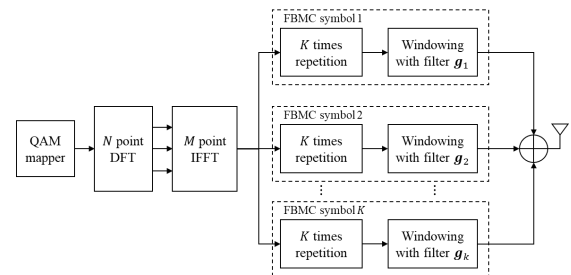 FBMC symbol 1
K times
repetition
Windowing
with filter g₁
QAM
mapper
N point
DFT
M point
IFFT
FBMC symbol 2
K times
repetition
Windowing
with filter g₂
⋮
⋮
FBMC symbol K
K times
repetition
Windowing
with filter gₖ